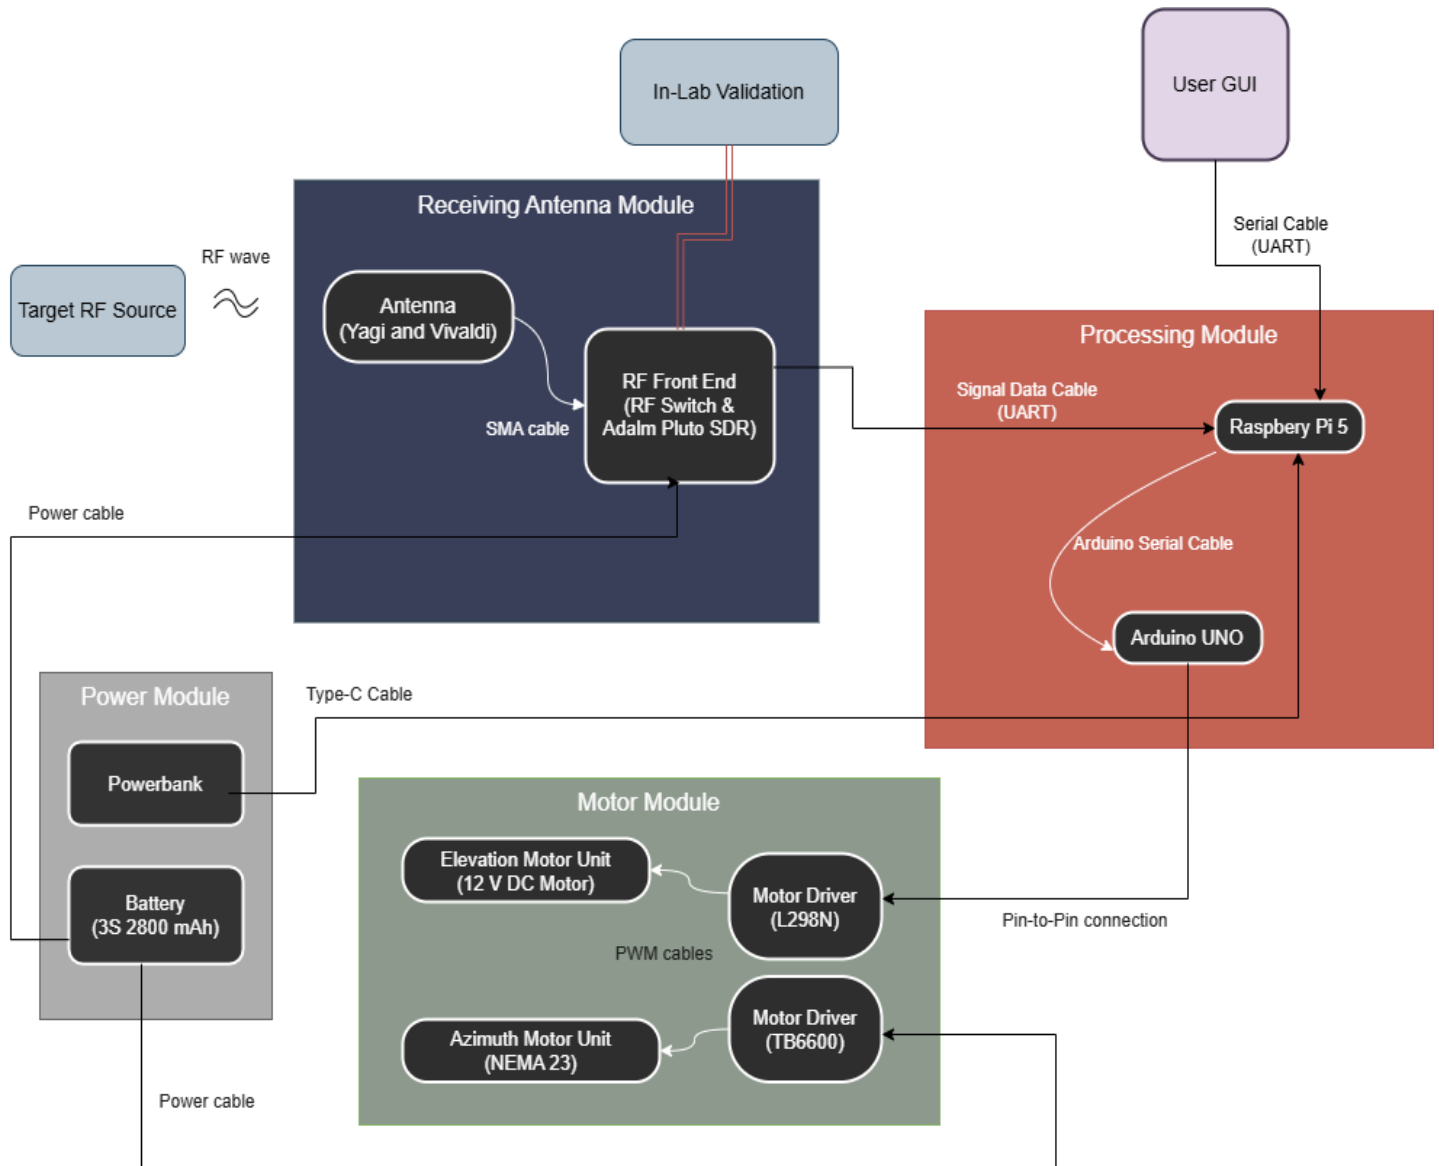 In-Lab Validation
User GUI
Receiving Antenna Module
Serial Cable
(UART)
RF wave
Target RF Source
Antenna
(Yagi and Vivaldi)
RF Front End
(RF Switch &
Adalm Pluto SDR)
SMA cable
Processing Module
Signal Data Cable
(UART)
Raspbery Pi 5
Power cable
Arduino Serial Cable
Arduino UNO
Power Module
Type-C Cable
Powerbank
Battery
(3S 2800 mAh)
Motor Module
Elevation Motor Unit
(12 V DC Motor)
Motor Driver
(L298N)
Pin-to-Pin connection
PWM cables
Azimuth Motor Unit
(NEMA 23)
Motor Driver
(TB6600)
Power cable